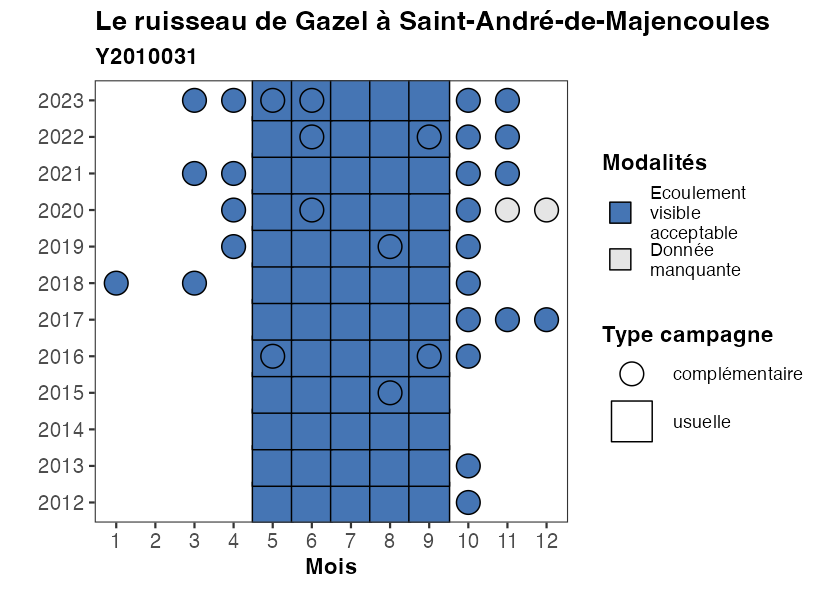 Le ruisseau de Gazel à Saint-André-de-Majencoules
Y2010031
2023
2022
2021
2020
2019
2018
2017
2016
2015
2014
2013
2012
1 2 3 4 5 6 7 8 9 10 11 12
Mois
Modalités
Ecoulement
visible
acceptable
Donnée
manquante
Type campagne
complémentaire
usuelle